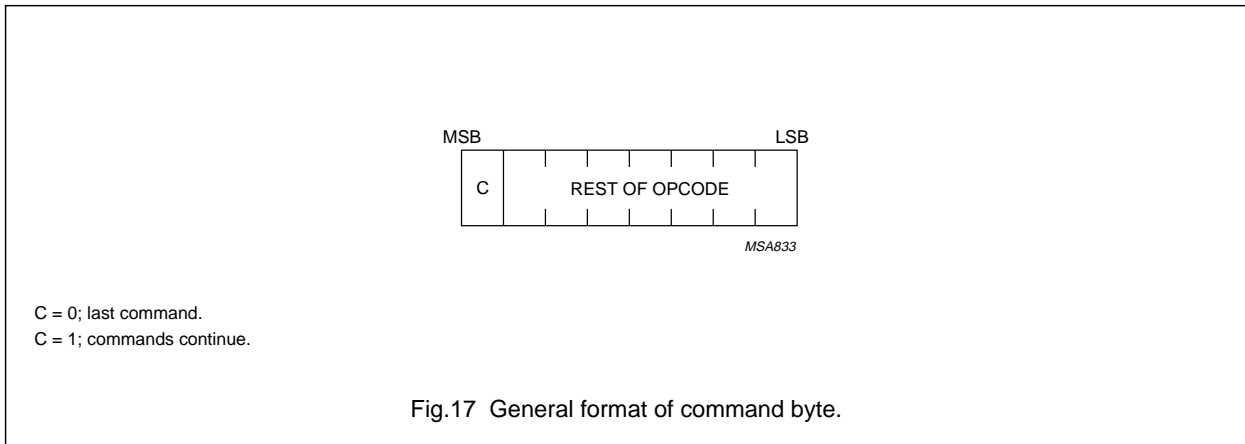 MSB LSB
C REST OF OPCODE
MSA833
C = 0; last command.
C = 1; commands continue.
Fig.17 General format of command byte.